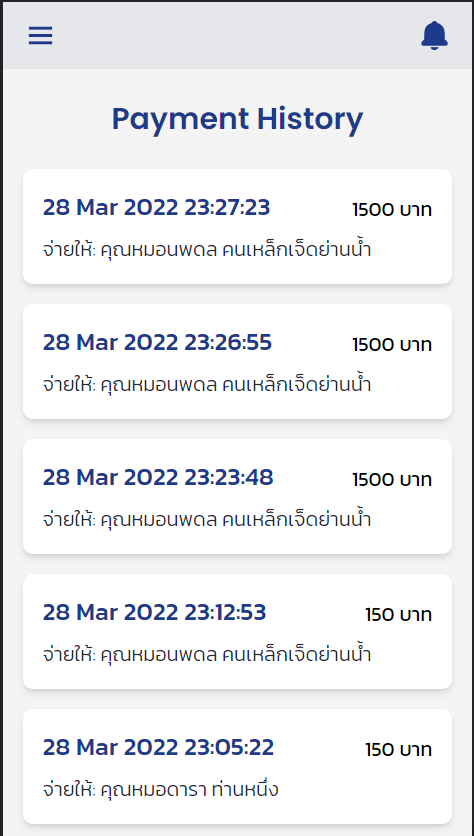 Payment History
28 Mar 2022 23:27:23 1500 บาท
จ่ายให้: คุณหมอนพดล คนเหล็กเจ็ดย่านน้ำ
28 Mar 2022 23:26:55 1500 บาท
จ่ายให้: คุณหมอนพดล คนเหล็กเจ็ดย่านน้ำ
28 Mar 2022 23:23:48 1500 บาท
จ่ายให้: คุณหมอนพดล คนเหล็กเจ็ดย่านน้ำ
28 Mar 2022 23:12:53 150 บาท
จ่ายให้: คุณหมอนพดล คนเหล็กเจ็ดย่านน้ำ
28 Mar 2022 23:05:22 150 บาท
จ่ายให้: คุณหมอดารา ท่านหนึ่ง